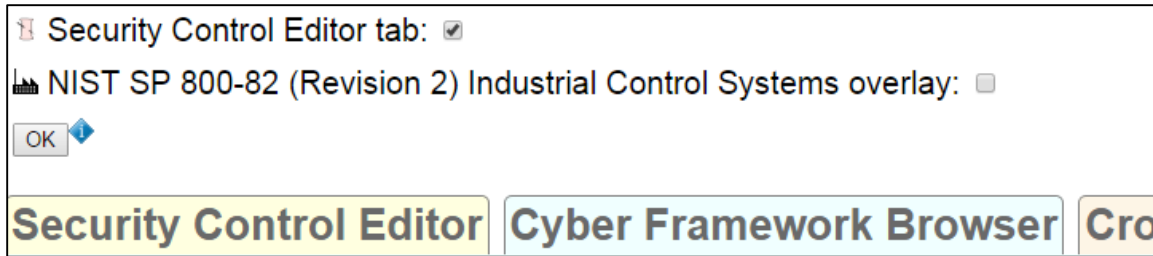 Security Control Editor tab:
NIST SP 800-82 (Revision 2) Industrial Control Systems overlay:
OK i
Security Control Editor Cyber Framework Browser Cro